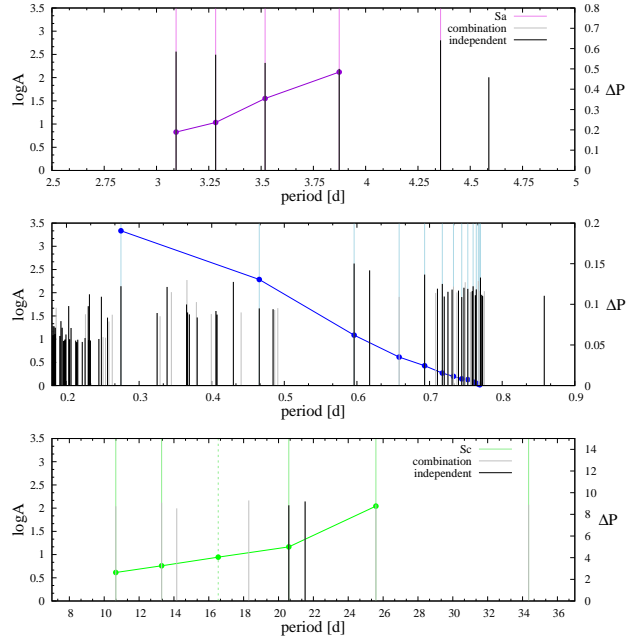 3.5 3 2.5 2 1.5 1 0.5 0
logA
0.8 0.7 0.6 0.5 0.4 0.3 0.2 0.1 0
ΔP
Sa
combination
independent
2.5 2.75 3 3.25 3.5 3.75 4 4.25 4.5 4.75 5
period [d]
3.5 3 2.5 2 1.5 1 0.5 0
logA
0.2 0.15 0.1 0.05 0
ΔP
combination
independent
0.2 0.3 0.4 0.5 0.6 0.7 0.8 0.9
period [d]
3.5 3 2.5 2 1.5 1 0.5 0
logA
14 12 10 8 6 4 2 0
ΔP
Sc
combination
independent
8 10 12 14 16 18 20 22 24 26 28 30 32 34 36
period [d]